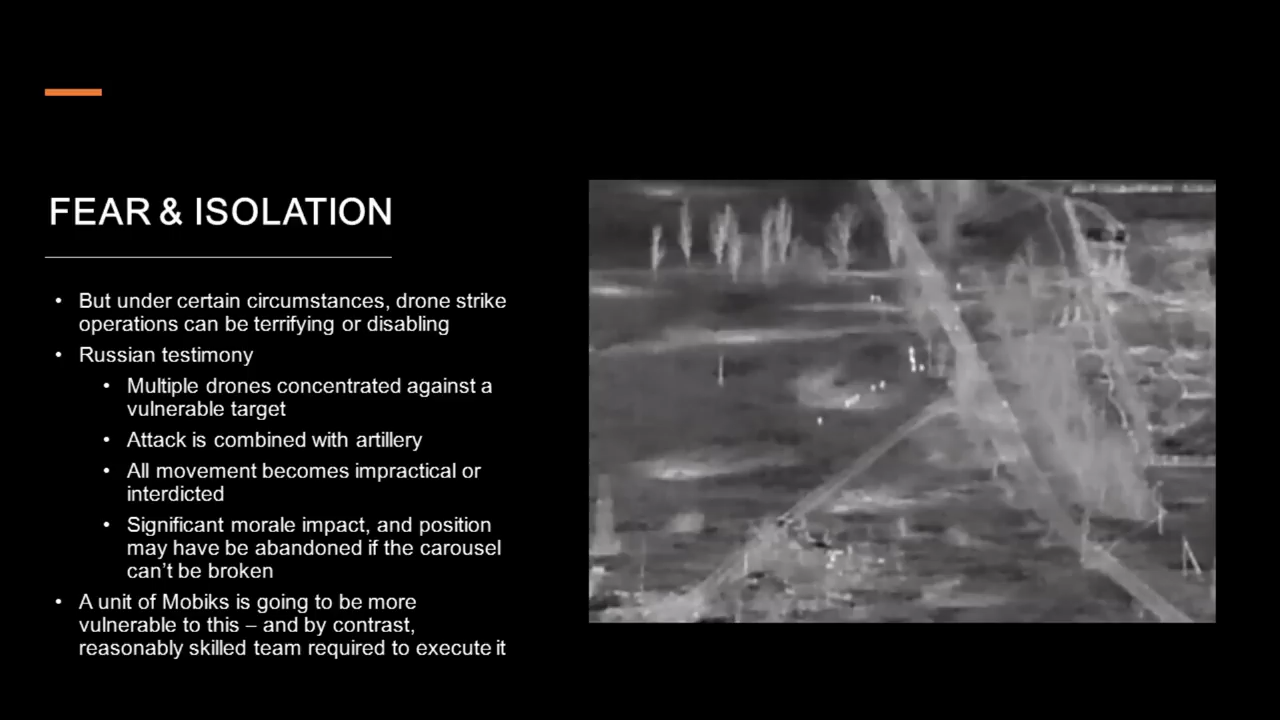 FEAR & ISOLATION
• But under certain circumstances, drone strike
operations can be terrifying or disabling
• Russian testimony
• Multiple drones concentrated against a
vulnerable target
• Attack is combined with artillery
• All movement becomes impractical or
interdicted
• Significant morale impact, and position
may have be abandoned if the carousel
can't be broken
• A unit of Mobiks is going to be more
vulnerable to this – and by contrast,
reasonably skilled team required to execute it